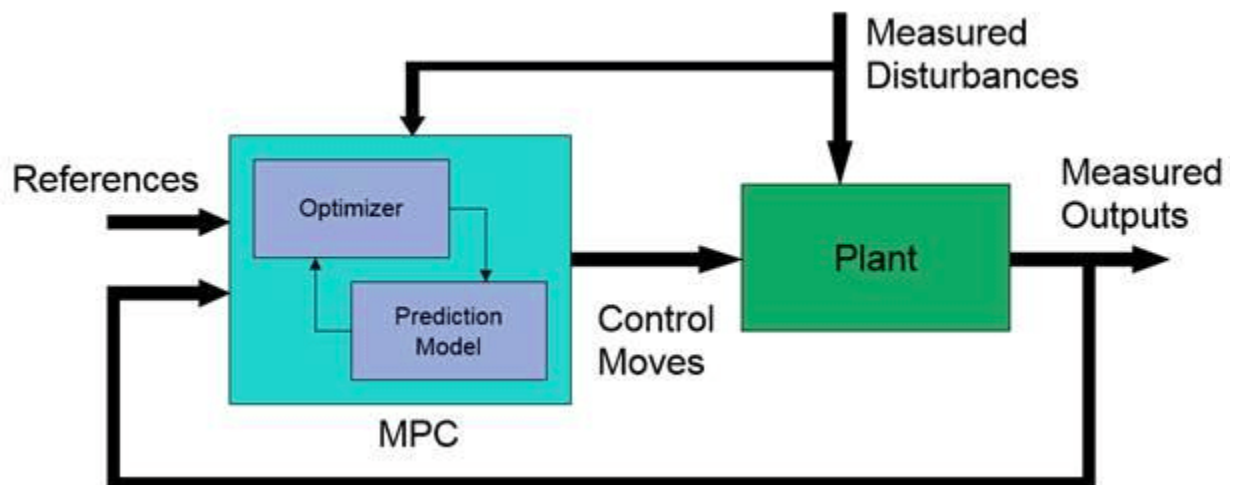 Measured
Disturbances
References
Optimizer
Prediction
Model
MPC
Control
Moves
Plant
Measured
Outputs